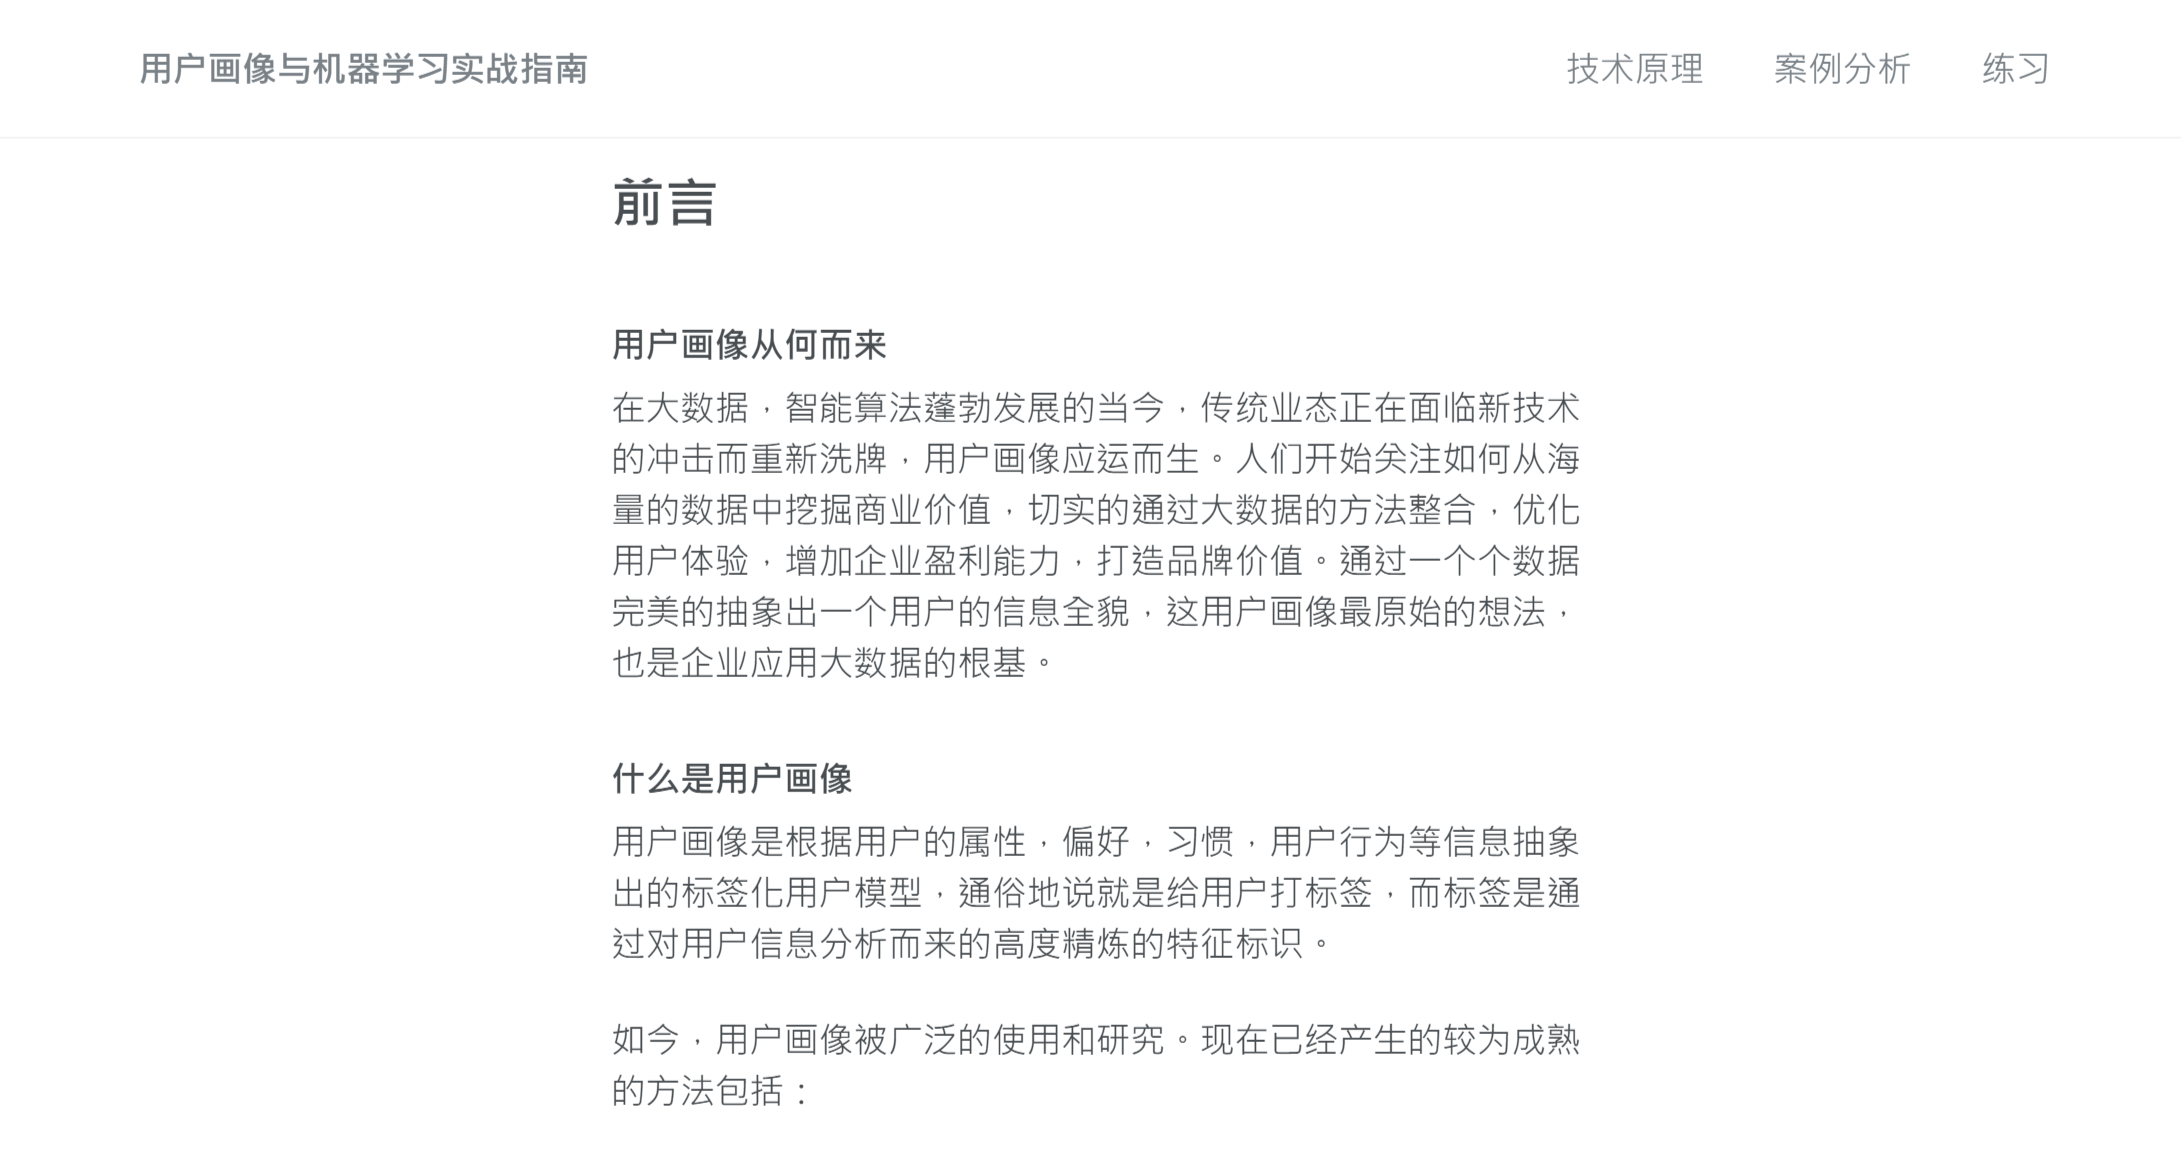 用户画像与机器学习实战指南
技术原理 案例分析 练习
前言
用户画像从何而来
在大数据，智能算法蓬勃发展的当今，传统业态正在面临新技术
的冲击而重新洗牌，用户画像应运而生。人们开始关注如何从海
量的数据中挖掘商业价值，切实的通过大数据的方法整合，优化
用户体验，增加企业盈利能力，打造品牌价值。通过一个个数据
完美的抽象出一个用户的信息全貌，这用户画像最原始的想法，
也是企业应用大数据的根基。
什么是用户画像
用户画像是根据用户的属性，偏好，习惯，用户行为等信息抽象
出的标签化用户模型，通俗地说就是给用户打标签，而标签是通
过对用户信息分析而来的高度精炼的特征标识。
如今，用户画像被广泛的使用和研究。现在已经产生的较为成熟
的方法包括：